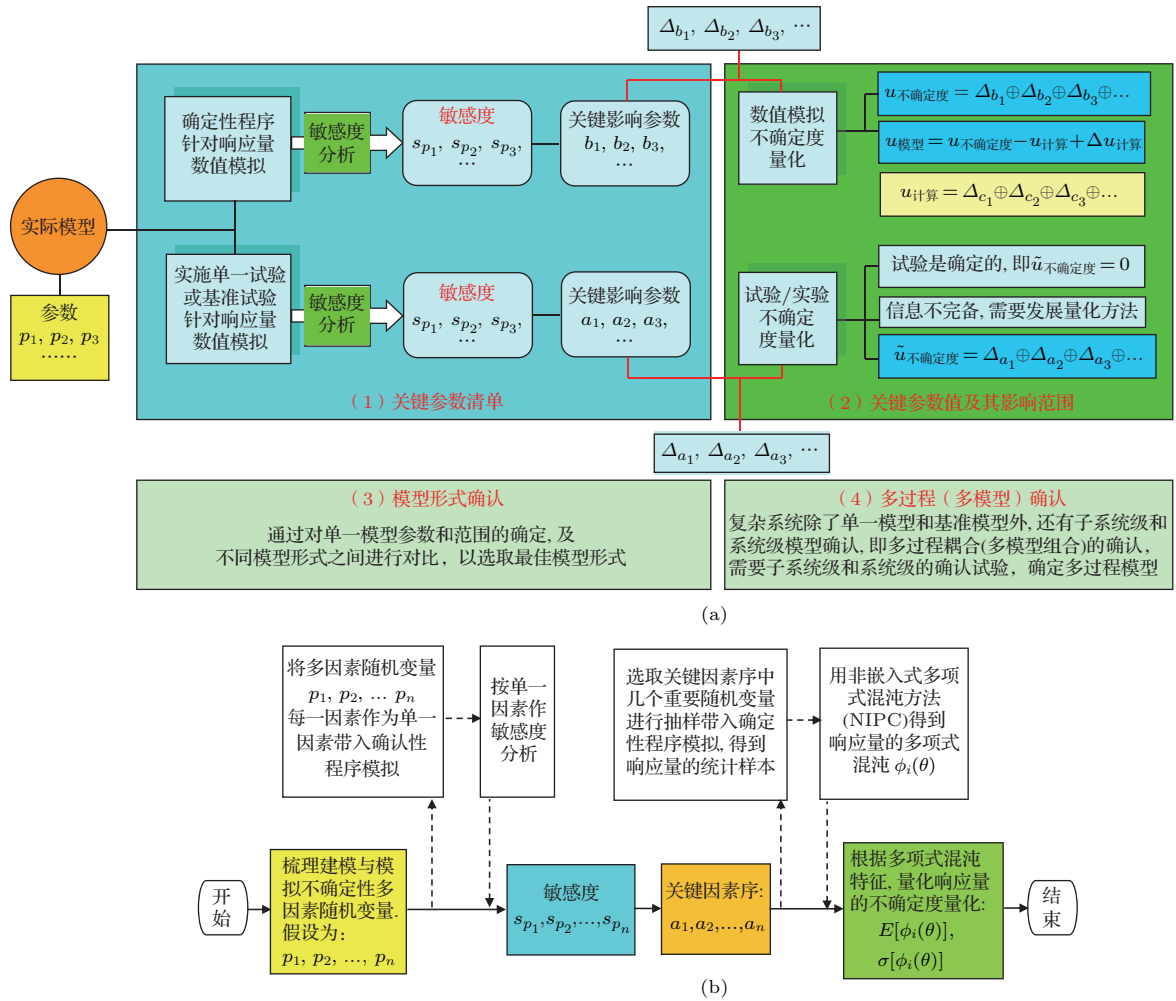 Δb₁, Δb₂, Δb₃, ⋯
确定性程序
针对响应量
数值模拟
敏感度
分析
敏感度
sp₁, sp₂, sp₃,
⋯
关键影响参数
b₁, b₂, b₃,
⋯
数值模拟
不确定度
量化
u不确定度 = Δb₁⊕Δb₂⊕Δb₃⊕…
u模型 = u不确定度−u计算+Δu计算
u计算 = Δc₁⊕Δc₂⊕Δc₃⊕…
实际模型
参数
p₁, p₂, p₃
⋯⋯
实施单一试验
或基准试验
针对响应量
数值模拟
敏感度
分析
敏感度
sp₁, sp₂, sp₃,
⋯
关键影响参数
a₁, a₂, a₃,
⋯
试验/实验
不确定
度量化
试验是确定的, 即ũ不确定度 = 0
信息不完备, 需要发展量化方法
ũ不确定度 = Δa₁⊕Δa₂⊕Δa₃⊕…
（1）关键参数清单
（2）关键参数值及其影响范围
Δa₁, Δa₂, Δa₃, ⋯
（3）模型形式确认
通过对单一模型参数和范围的确定, 及
不同模型形式之间进行对比，以选取最佳模型形式
（4）多过程（多模型）确认
复杂系统除了单一模型和基准模型外, 还有子系统级和
系统级模型确认, 即多过程耦合(多模型组合)的确认，
需要子系统级和系统级的确认试验，确定多过程模型
(a)
将多因素随机变量
p₁, p₂, … pₙ
每一因素作为单一
因素带入确认性
程序模拟
按单一
因素作
敏感度
分析
选取关键因素序中
几个重要随机变量
进行抽样带入确定
性程序模拟, 得到
响应量的统计样本
用非嵌入式多项
式混沌方法
(NIPC)得到
响应量的多项式
混沌 ϕᵢ(θ)
开
始
梳理建模与模
拟不确定性多
因素随机变量.
假设为：
p₁, p₂, …, pₙ
敏感度
sp₁,sp₂,…,spₙ
关键因素序:
a₁,a₂,…,aₙ
根据多项式混沌
特征, 量化响应量
的不确定度量化:
E[ϕᵢ(θ)],
σ[ϕᵢ(θ)]
结
束
(b)